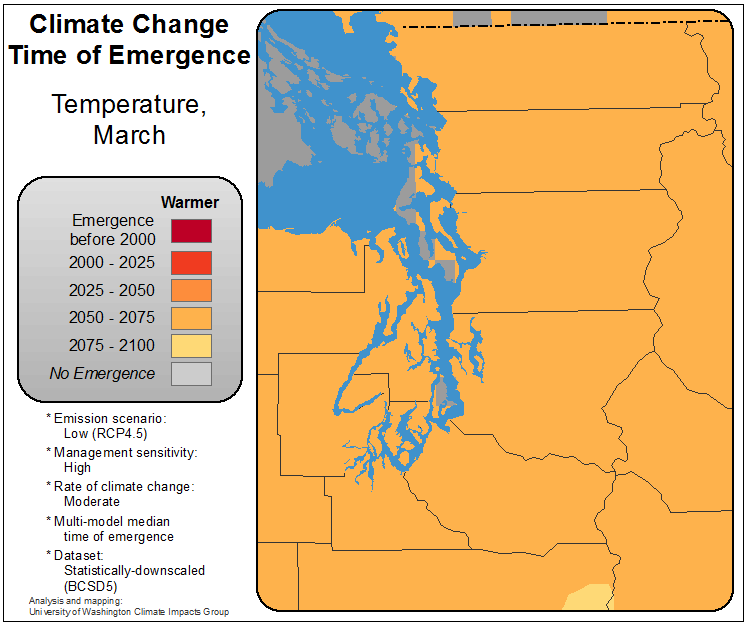 Climate Change
Time of Emergence
Temperature,
March
Warmer
Emergence
before 2000
2000 - 2025
2025 - 2050
2050 - 2075
2075 - 2100
No Emergence
* Emission scenario:
Low (RCP4.5)
* Management sensitivity:
High
* Rate of climate change:
Moderate
* Multi-model median
time of emergence
* Dataset:
Statistically-downscaled
(BCSD5)
Analysis and mapping:
University of Washington Climate Impacts Group